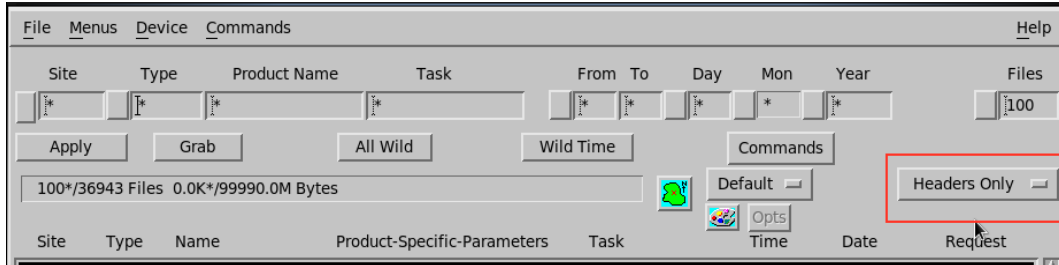 File Menus Device Commands Help
Site Type Product Name Task From To Day Mon Year Files
* * * * * * * * * 100
Apply Grab All Wild Wild Time Commands
100*/36943 Files 0.0K*/99990.0M Bytes Default Headers Only
Opts
Site Type Name Product-Specific-Parameters Task Time Date Request